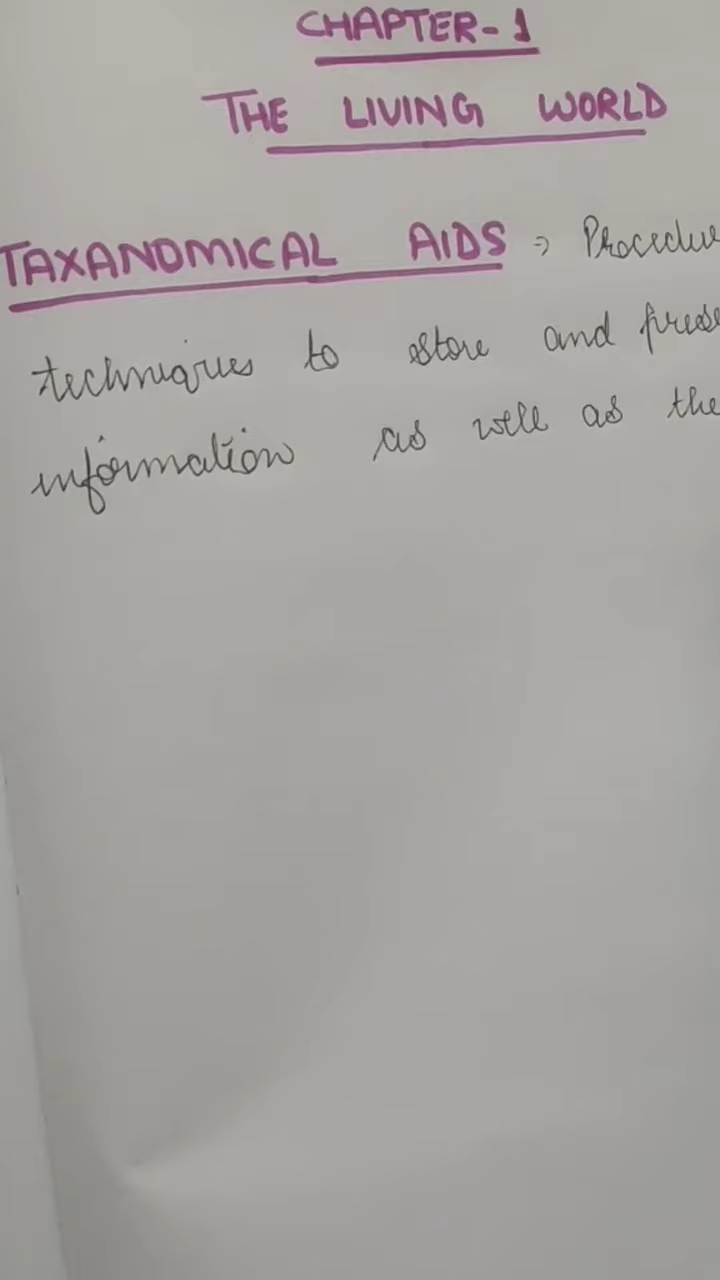 CHAPTER-1
THE LIVING WORLD
TAXANOMICAL AIDS ⇒
techniques to store and
information as well as the